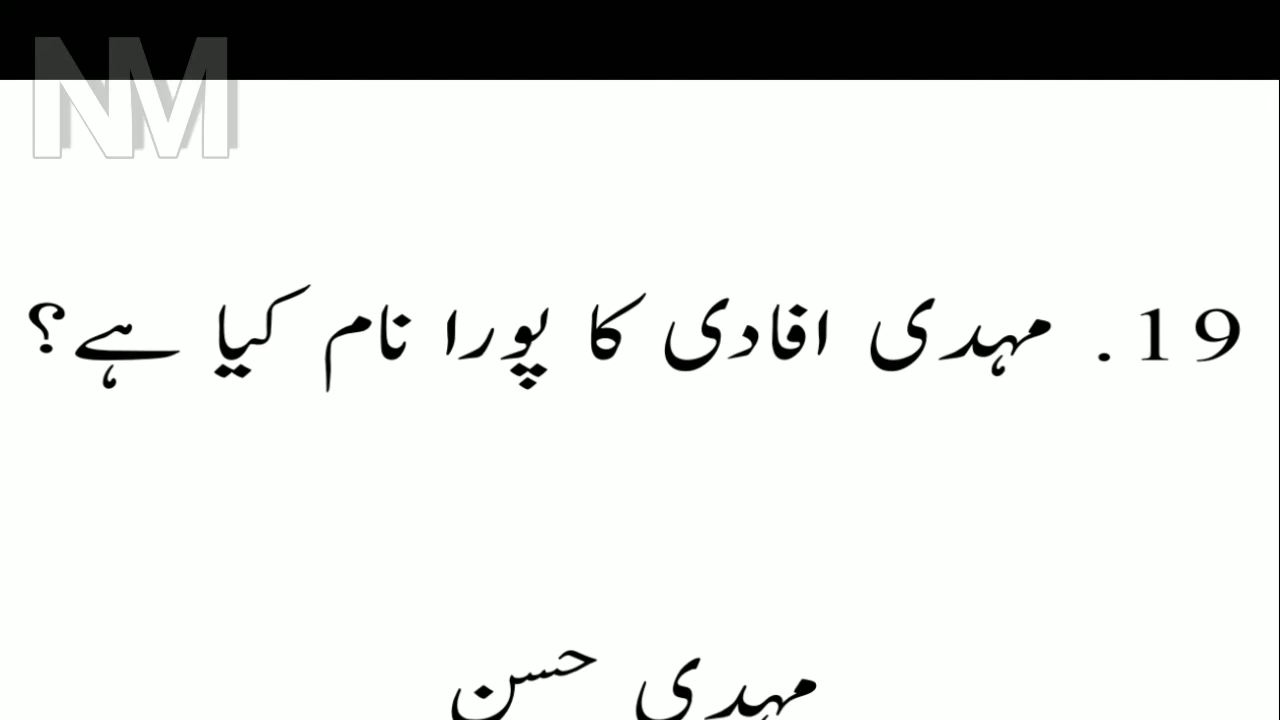 NM
19. مہدی افادی کا پورا نام کیا ہے؟
مہدی حسن